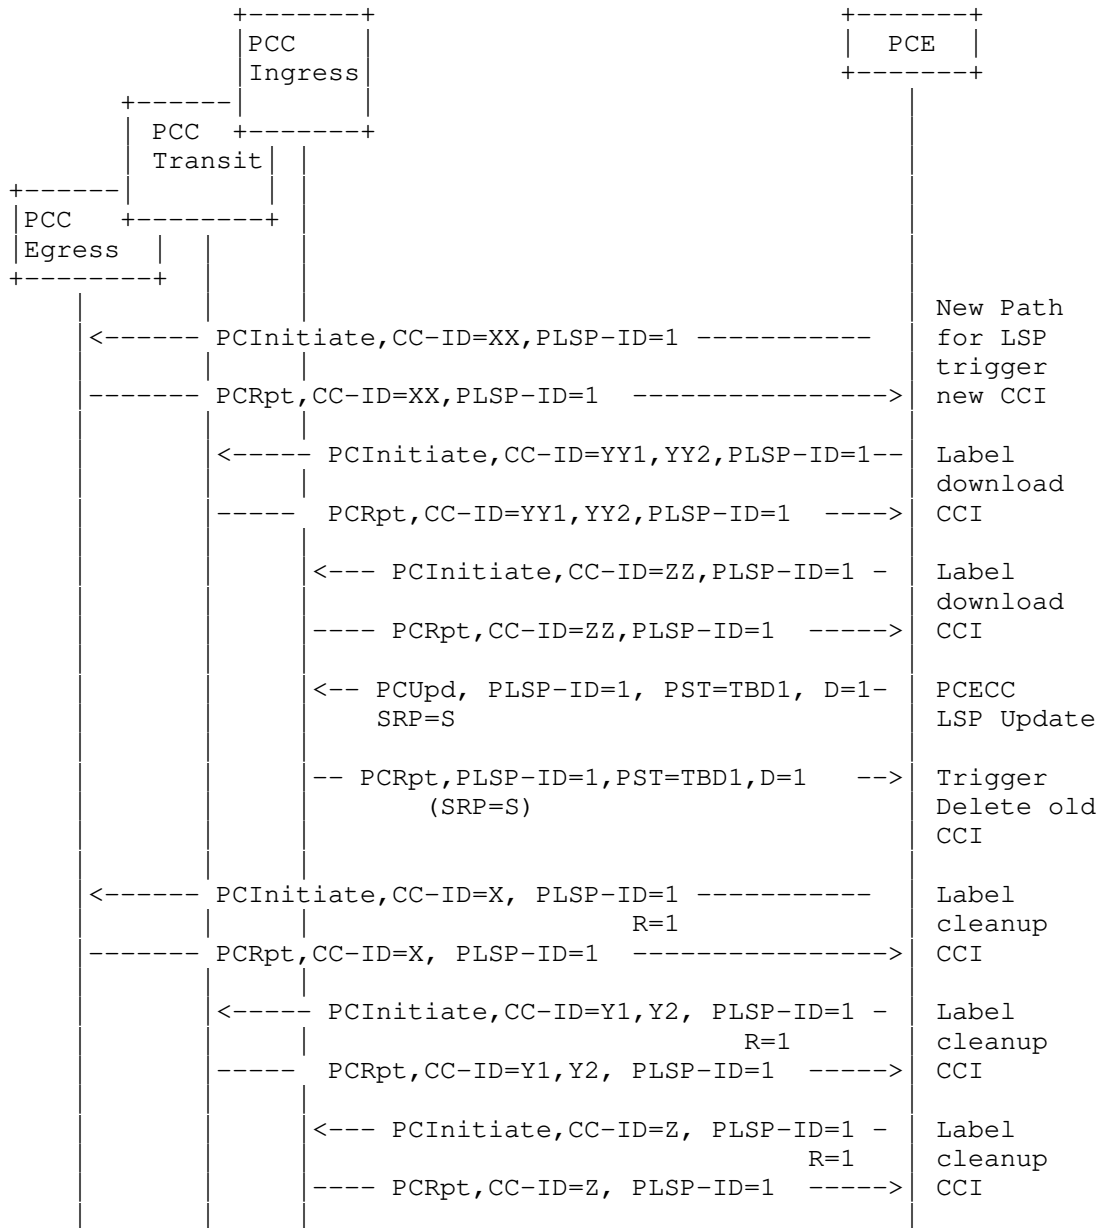 +-------+ +-------+
|PCC | | PCE |
|Ingress| +-------+
+------| | |
| PCC +-------+ |
| Transit| | |
+------| | | |
|PCC +--------+ | |
|Egress | | | |
+--------+ | | |
| | | | New Path
|<------ PCInitiate,CC-ID=XX,PLSP-ID=1 ----------- | for LSP
| | | | trigger
|------- PCRpt,CC-ID=XX,PLSP-ID=1 ---------------->| new CCI
| | | |
| |<----- PCInitiate,CC-ID=YY1,YY2,PLSP-ID=1--| Label
| | | | download
| |----- PCRpt,CC-ID=YY1,YY2,PLSP-ID=1 ---->| CCI
| | | |
| | |<--- PCInitiate,CC-ID=ZZ,PLSP-ID=1 - | Label
| | | | download
| | |---- PCRpt,CC-ID=ZZ,PLSP-ID=1 ----->| CCI
| | | |
| | |<-- PCUpd, PLSP-ID=1, PST=TBD1, D=1- | PCECC
| | | SRP=S | LSP Update
| | | |
| | |-- PCRpt,PLSP-ID=1,PST=TBD1,D=1 -->| Trigger
| | | (SRP=S) | Delete old
| | | | CCI
| | | |
|<------ PCInitiate,CC-ID=X, PLSP-ID=1 ----------- | Label
| | | R=1 | cleanup
|------- PCRpt,CC-ID=X, PLSP-ID=1 ---------------->| CCI
| | | |
| |<----- PCInitiate,CC-ID=Y1,Y2, PLSP-ID=1 - | Label
| | | R=1 | cleanup
| |----- PCRpt,CC-ID=Y1,Y2, PLSP-ID=1 ----->| CCI
| | | |
| | |<--- PCInitiate,CC-ID=Z, PLSP-ID=1 - | Label
| | | R=1 | cleanup
| | |---- PCRpt,CC-ID=Z, PLSP-ID=1 ----->| CCI
| | | |